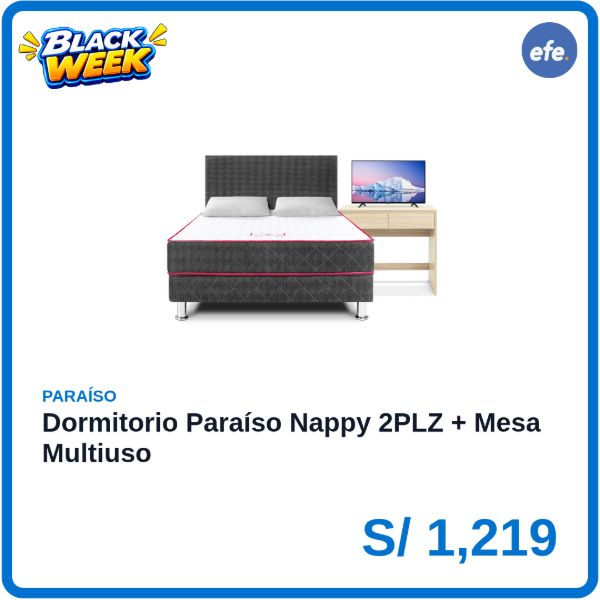 BLACK
WEEK
efe.
PARAÍSO
Dormitorio Paraíso Nappy 2PLZ + Mesa
Multiuso
S/ 1,219